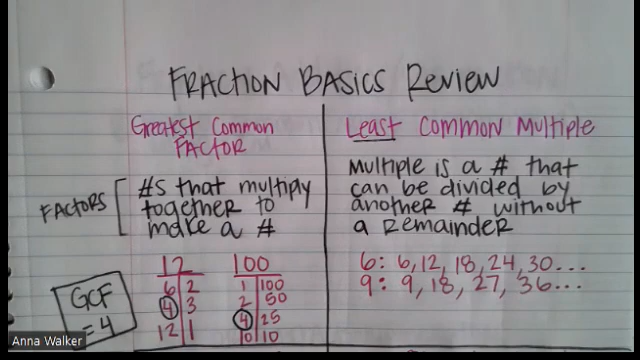 FRACTION BASICS REVIEW
Greatest Common
FACTOR
FACTORS
#s that multiply
together to
make a #
12
6 2
4 3
12 1
100
1 100
2 50
4 25
10 10
GCF
= 4
Least Common Multiple
Multiple is a # that
can be divided by
another # without
a remainder
6: 6, 12, 18, 24, 30...
9: 9, 18, 27, 36...
Anna Walker